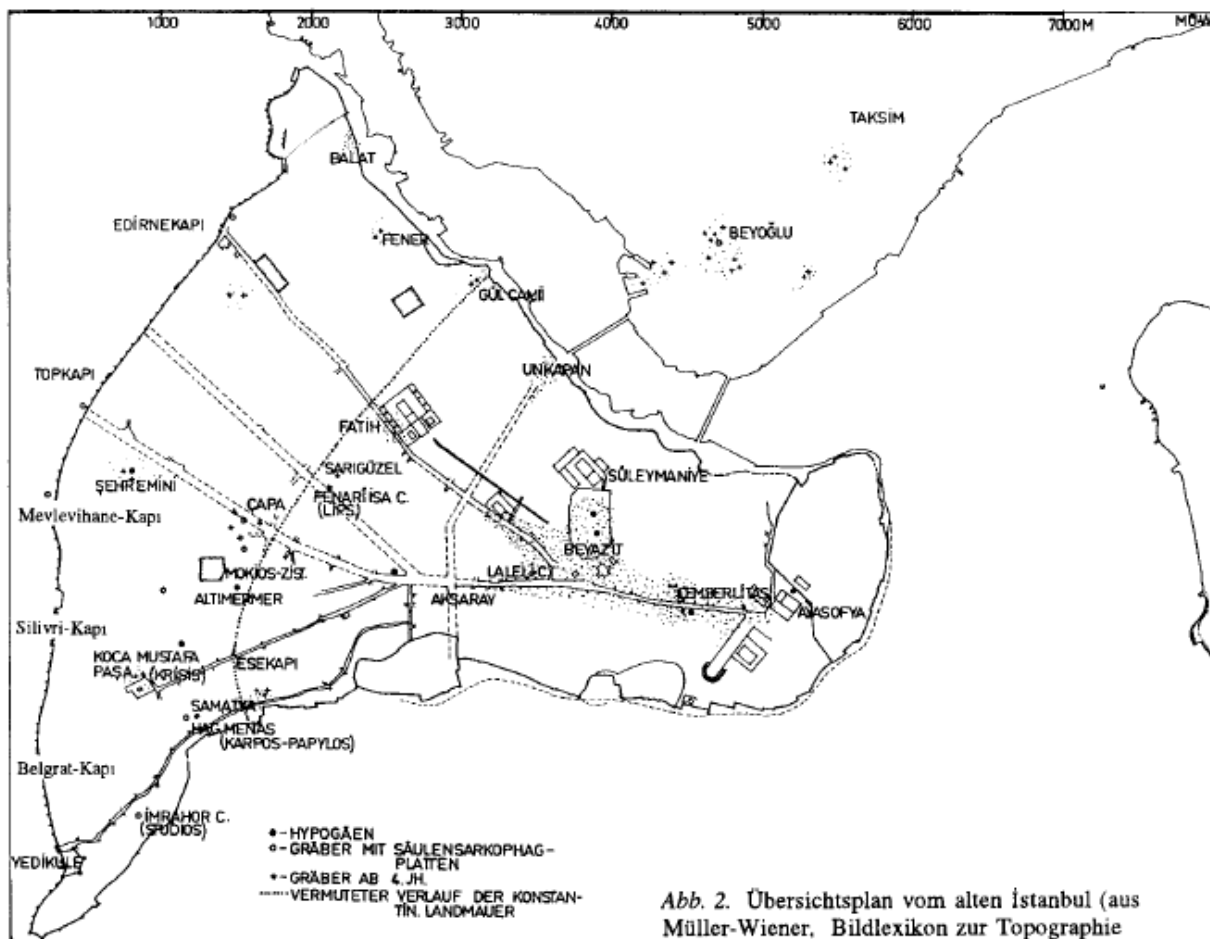 1000 2000 3000 4000 5000 6000 7000 M
TAKSİM
BALAT
EDİRNEKAPI
FENER
BEYOĞLU
GÜL CAMİİ
TOPKAPI
UNKAPAN
FATİH
SARIGÜZEL
SÜLEYMANİYE
ŞEHREMİNİ
FENARİ İSA C.
(LIPS)
ÇAPA
Mevlevihane-Kapı
BEYAZIT
MOKIOS-ZIST.
LALELİ C.
ALTIMERMER
AKSARAY
ÇEMBERLİTAŞ
AYASOFYA
Silivri-Kapı
KOCA MUSTAFA
PAŞA (KRISIS)
ESEKAPI
SAMATYA
HAG. MENAS
(KARPOS-PAPYLOS)
Belgrat-Kapı
İMRAHOR C.
(STUDIOS)
YEDİKULE
- HYPOGÄEN
- GRÄBER MIT SÄULENSARKOPHAG-
PLATTEN
- GRÄBER AB 4. JH.
- VERMUTETER VERLAUF DER KONSTAN-
TIN. LANDMAUER
Abb. 2. Übersichtsplan vom alten İstanbul (aus
Müller-Wiener, Bildlexikon zur Topographie